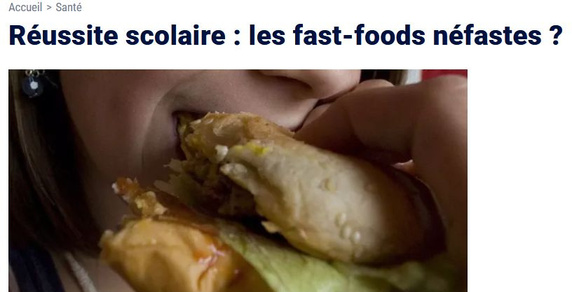 Accueil > Santé
Réussite scolaire : les fast-foods néfastes ?